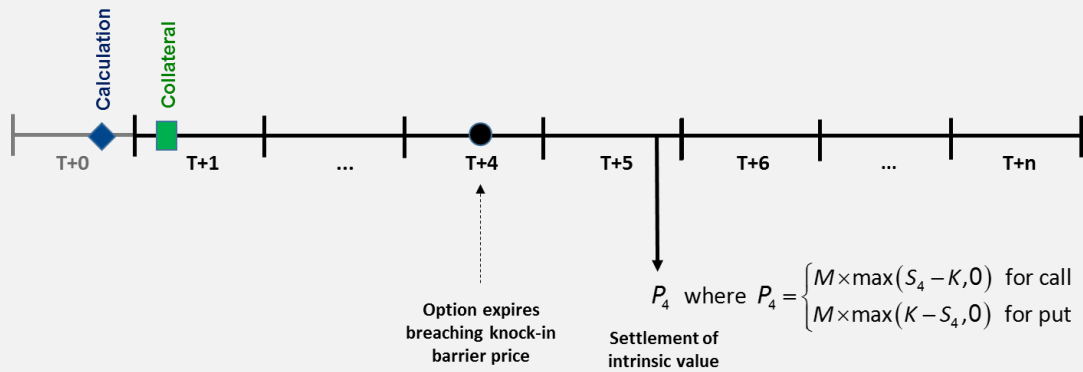 Calculation
Collateral
T+0
T+1
...
T+4
T+5
T+6
...
T+n
Option expires
breaching knock-in
barrier price
P₄ where P₄ = { M×max(S₄ − K,0) for call
M×max(K − S₄,0) for put
Settlement of
intrinsic value